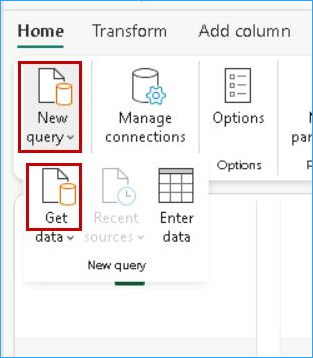 Home Transform Add column
New
query
Manage
connections
Options
Options
Get
data
Recent
sources
Enter
data
New query